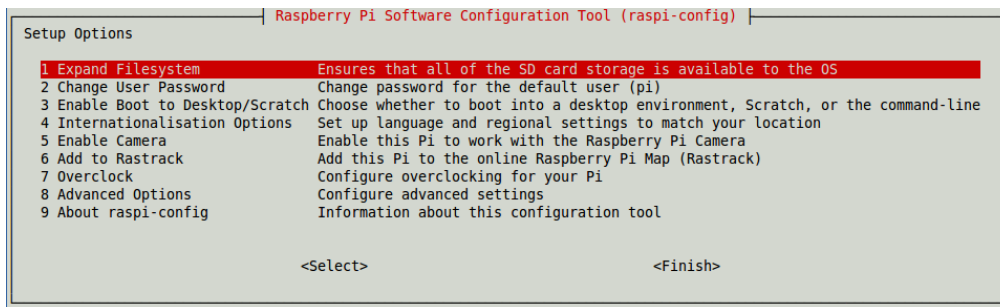 Raspberry Pi Software Configuration Tool (raspi-config)
Setup Options
1 Expand Filesystem Ensures that all of the SD card storage is available to the OS
2 Change User Password Change password for the default user (pi)
3 Enable Boot to Desktop/Scratch Choose whether to boot into a desktop environment, Scratch, or the command-line
4 Internationalisation Options Set up language and regional settings to match your location
5 Enable Camera Enable this Pi to work with the Raspberry Pi Camera
6 Add to Rastrack Add this Pi to the online Raspberry Pi Map (Rastrack)
7 Overclock Configure overclocking for your Pi
8 Advanced Options Configure advanced settings
9 About raspi-config Information about this configuration tool
<Select> <Finish>